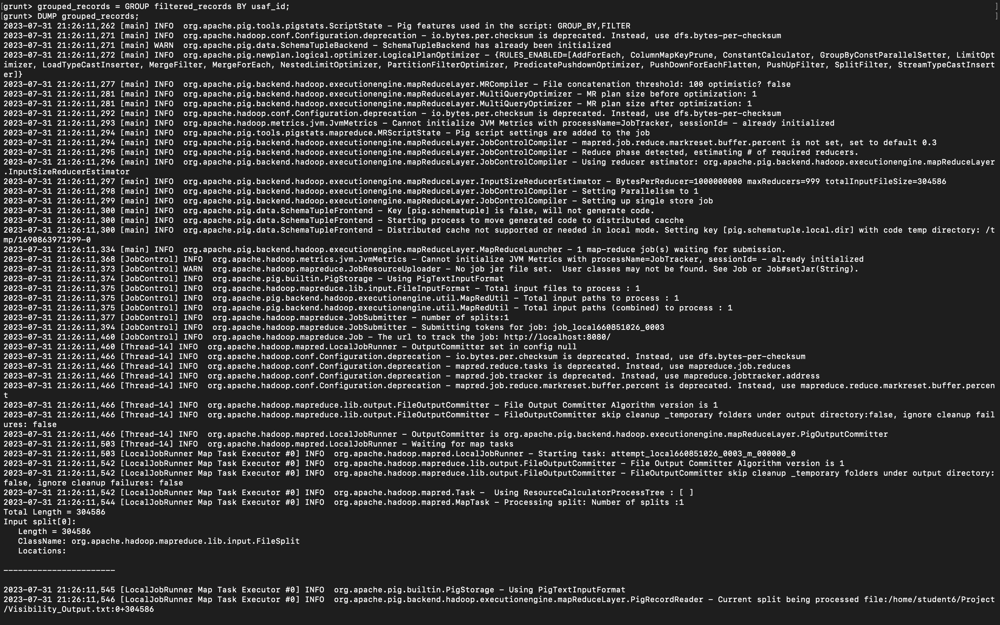 [grunt> grouped_records = GROUP filtered_records BY usaf_id; ]
[grunt> DUMP grouped_records; ]
2023-07-31 21:26:11,262 [main] INFO  org.apache.pig.tools.pigstats.ScriptState - Pig features used in the script: GROUP_BY,FILTER
2023-07-31 21:26:11,271 [main] INFO  org.apache.hadoop.conf.Configuration.deprecation - io.bytes.per.checksum is deprecated. Instead, use dfs.bytes-per-checksum
2023-07-31 21:26:11,271 [main] WARN  org.apache.pig.data.SchemaTupleBackend - SchemaTupleBackend has already been initialized
2023-07-31 21:26:11,272 [main] INFO  org.apache.pig.newplan.logical.optimizer.LogicalPlanOptimizer - {RULES_ENABLED=[AddForEach, ColumnMapKeyPrune, ConstantCalculator, GroupByConstParallelSetter, LimitOpt
imizer, LoadTypeCastInserter, MergeFilter, MergeForEach, NestedLimitOptimizer, PartitionFilterOptimizer, PredicatePushdownOptimizer, PushDownForEachFlatten, PushUpFilter, SplitFilter, StreamTypeCastInsert
er]}
2023-07-31 21:26:11,277 [main] INFO  org.apache.pig.backend.hadoop.executionengine.mapReduceLayer.MRCompiler - File concatenation threshold: 100 optimistic? false
2023-07-31 21:26:11,281 [main] INFO  org.apache.pig.backend.hadoop.executionengine.mapReduceLayer.MultiQueryOptimizer - MR plan size before optimization: 1
2023-07-31 21:26:11,281 [main] INFO  org.apache.pig.backend.hadoop.executionengine.mapReduceLayer.MultiQueryOptimizer - MR plan size after optimization: 1
2023-07-31 21:26:11,292 [main] INFO  org.apache.hadoop.conf.Configuration.deprecation - io.bytes.per.checksum is deprecated. Instead, use dfs.bytes-per-checksum
2023-07-31 21:26:11,293 [main] INFO  org.apache.hadoop.metrics.jvm.JvmMetrics - Cannot initialize JVM Metrics with processName=JobTracker, sessionId= - already initialized
2023-07-31 21:26:11,294 [main] INFO  org.apache.pig.tools.pigstats.mapreduce.MRScriptState - Pig script settings are added to the job
2023-07-31 21:26:11,294 [main] INFO  org.apache.pig.backend.hadoop.executionengine.mapReduceLayer.JobControlCompiler - mapred.job.reduce.markreset.buffer.percent is not set, set to default 0.3
2023-07-31 21:26:11,295 [main] INFO  org.apache.pig.backend.hadoop.executionengine.mapReduceLayer.JobControlCompiler - Reduce phase detected, estimating # of required reducers.
2023-07-31 21:26:11,296 [main] INFO  org.apache.pig.backend.hadoop.executionengine.mapReduceLayer.JobControlCompiler - Using reducer estimator: org.apache.pig.backend.hadoop.executionengine.mapReduceLayer
.InputSizeReducerEstimator
2023-07-31 21:26:11,297 [main] INFO  org.apache.pig.backend.hadoop.executionengine.mapReduceLayer.InputSizeReducerEstimator - BytesPerReducer=1000000000 maxReducers=999 totalInputFileSize=304586
2023-07-31 21:26:11,298 [main] INFO  org.apache.pig.backend.hadoop.executionengine.mapReduceLayer.JobControlCompiler - Setting Parallelism to 1
2023-07-31 21:26:11,299 [main] INFO  org.apache.pig.backend.hadoop.executionengine.mapReduceLayer.JobControlCompiler - Setting up single store job
2023-07-31 21:26:11,300 [main] INFO  org.apache.pig.data.SchemaTupleFrontend - Key [pig.schematuple] is false, will not generate code.
2023-07-31 21:26:11,300 [main] INFO  org.apache.pig.data.SchemaTupleFrontend - Starting process to move generated code to distributed cacche
2023-07-31 21:26:11,300 [main] INFO  org.apache.pig.data.SchemaTupleFrontend - Distributed cache not supported or needed in local mode. Setting key [pig.schematuple.local.dir] with code temp directory: /t
mp/1690863971299-0
2023-07-31 21:26:11,334 [main] INFO  org.apache.pig.backend.hadoop.executionengine.mapReduceLayer.MapReduceLauncher - 1 map-reduce job(s) waiting for submission.
2023-07-31 21:26:11,368 [JobControl] INFO  org.apache.hadoop.metrics.jvm.JvmMetrics - Cannot initialize JVM Metrics with processName=JobTracker, sessionId= - already initialized
2023-07-31 21:26:11,373 [JobControl] WARN  org.apache.hadoop.mapreduce.JobResourceUploader - No job jar file set.  User classes may not be found. See Job or Job#setJar(String).
2023-07-31 21:26:11,374 [JobControl] INFO  org.apache.pig.builtin.PigStorage - Using PigTextInputFormat
2023-07-31 21:26:11,375 [JobControl] INFO  org.apache.hadoop.mapreduce.lib.input.FileInputFormat - Total input files to process : 1
2023-07-31 21:26:11,375 [JobControl] INFO  org.apache.pig.backend.hadoop.executionengine.util.MapRedUtil - Total input paths to process : 1
2023-07-31 21:26:11,375 [JobControl] INFO  org.apache.pig.backend.hadoop.executionengine.util.MapRedUtil - Total input paths (combined) to process : 1
2023-07-31 21:26:11,377 [JobControl] INFO  org.apache.hadoop.mapreduce.JobSubmitter - number of splits:1
2023-07-31 21:26:11,394 [JobControl] INFO  org.apache.hadoop.mapreduce.JobSubmitter - Submitting tokens for job: job_local660851026_0003
2023-07-31 21:26:11,460 [JobControl] INFO  org.apache.hadoop.mapreduce.Job - The url to track the job: http://localhost:8080/
2023-07-31 21:26:11,460 [Thread-14] INFO  org.apache.hadoop.mapred.LocalJobRunner - OutputCommitter set in config null
2023-07-31 21:26:11,466 [Thread-14] INFO  org.apache.hadoop.conf.Configuration.deprecation - io.bytes.per.checksum is deprecated. Instead, use dfs.bytes-per-checksum
2023-07-31 21:26:11,466 [Thread-14] INFO  org.apache.hadoop.conf.Configuration.deprecation - mapred.reduce.tasks is deprecated. Instead, use mapreduce.job.reduces
2023-07-31 21:26:11,466 [Thread-14] INFO  org.apache.hadoop.conf.Configuration.deprecation - mapred.job.tracker is deprecated. Instead, use mapreduce.jobtracker.address
2023-07-31 21:26:11,466 [Thread-14] INFO  org.apache.hadoop.conf.Configuration.deprecation - mapred.job.reduce.markreset.buffer.percent is deprecated. Instead, use mapreduce.reduce.markreset.buffer.percen
t
2023-07-31 21:26:11,466 [Thread-14] INFO  org.apache.hadoop.mapreduce.lib.output.FileOutputCommitter - File Output Committer Algorithm version is 1
2023-07-31 21:26:11,466 [Thread-14] INFO  org.apache.hadoop.mapreduce.lib.output.FileOutputCommitter - FileOutputCommitter skip cleanup _temporary folders under output directory:false, ignore cleanup fail
ures: false
2023-07-31 21:26:11,466 [Thread-14] INFO  org.apache.hadoop.mapred.LocalJobRunner - OutputCommitter is org.apache.pig.backend.hadoop.executionengine.mapReduceLayer.PigOutputCommitter
2023-07-31 21:26:11,503 [Thread-14] INFO  org.apache.hadoop.mapred.LocalJobRunner - Waiting for map tasks
2023-07-31 21:26:11,503 [LocalJobRunner Map Task Executor #0] INFO  org.apache.hadoop.mapred.LocalJobRunner - Starting task: attempt_local660851026_0003_m_000000_0
2023-07-31 21:26:11,542 [LocalJobRunner Map Task Executor #0] INFO  org.apache.hadoop.mapreduce.lib.output.FileOutputCommitter - File Output Committer Algorithm version is 1
2023-07-31 21:26:11,542 [LocalJobRunner Map Task Executor #0] INFO  org.apache.hadoop.mapreduce.lib.output.FileOutputCommitter - FileOutputCommitter skip cleanup _temporary folders under output directory:
false, ignore cleanup failures: false
2023-07-31 21:26:11,542 [LocalJobRunner Map Task Executor #0] INFO  org.apache.hadoop.mapred.Task -  Using ResourceCalculatorProcessTree : [ ]
2023-07-31 21:26:11,544 [LocalJobRunner Map Task Executor #0] INFO  org.apache.hadoop.mapred.MapTask - Processing split: Number of splits :1
Total Length = 304586
Input split[0]:
   Length = 304586
   ClassName: org.apache.hadoop.mapreduce.lib.input.FileSplit
   Locations:
-----------------------
2023-07-31 21:26:11,545 [LocalJobRunner Map Task Executor #0] INFO  org.apache.pig.builtin.PigStorage - Using PigTextInputFormat
2023-07-31 21:26:11,546 [LocalJobRunner Map Task Executor #0] INFO  org.apache.pig.backend.hadoop.executionengine.mapReduceLayer.PigRecordReader - Current split being processed file:/home/student6/Project
/Visibility_Output.txt:0+304586